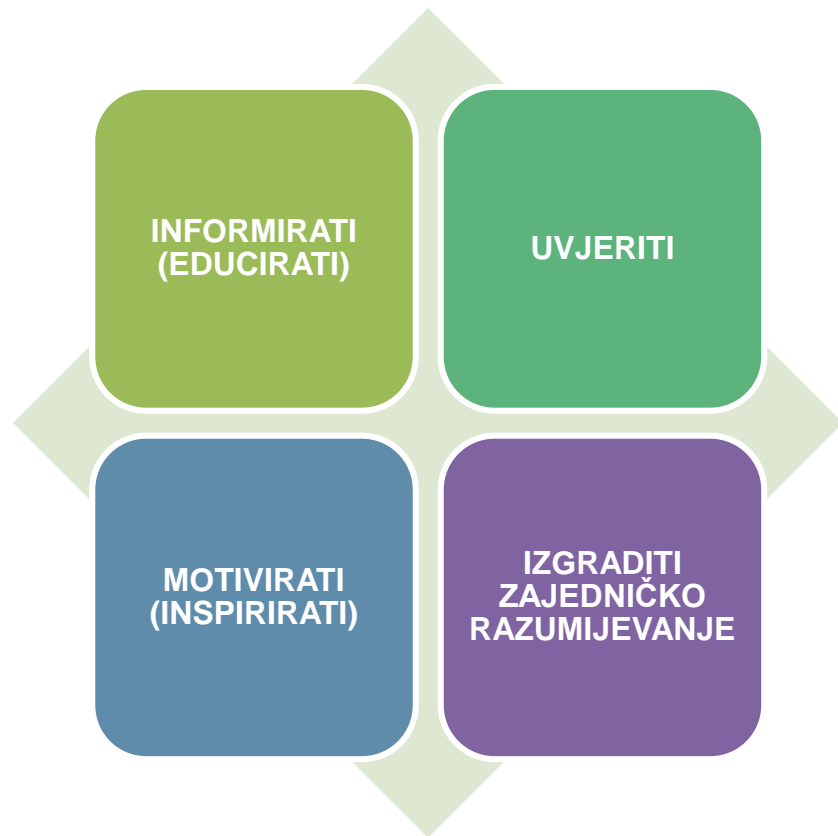 INFORMIRATI
(EDUCIRATI)
UVJERITI
MOTIVIRATI
(INSPIRIRATI)
IZGRADITI
ZAJEDNIČKO
RAZUMIJEVANJE